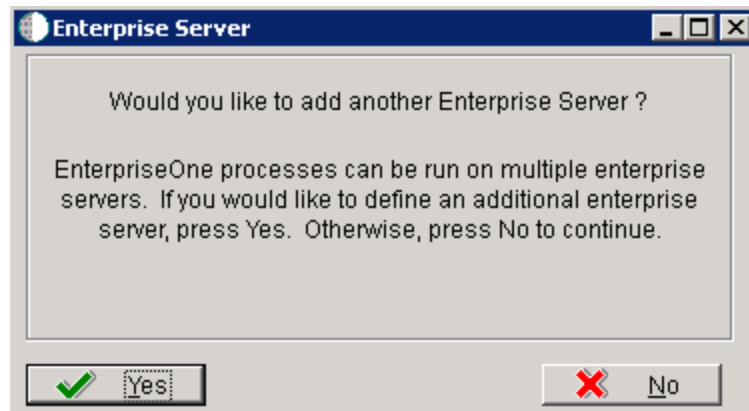 Enterprise Server
Would you like to add another Enterprise Server ?
EnterpriseOne processes can be run on multiple enterprise
servers.  If you would like to define an additional enterprise
server, press Yes.  Otherwise, press No to continue.
Yes
No